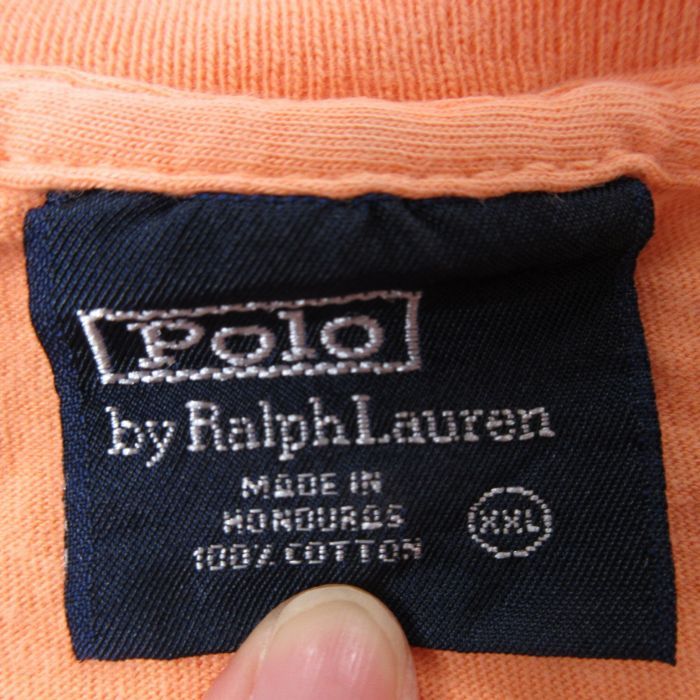 Polo
by Ralph Lauren
MADE IN
HONDURAS
100% COTTON
XXL